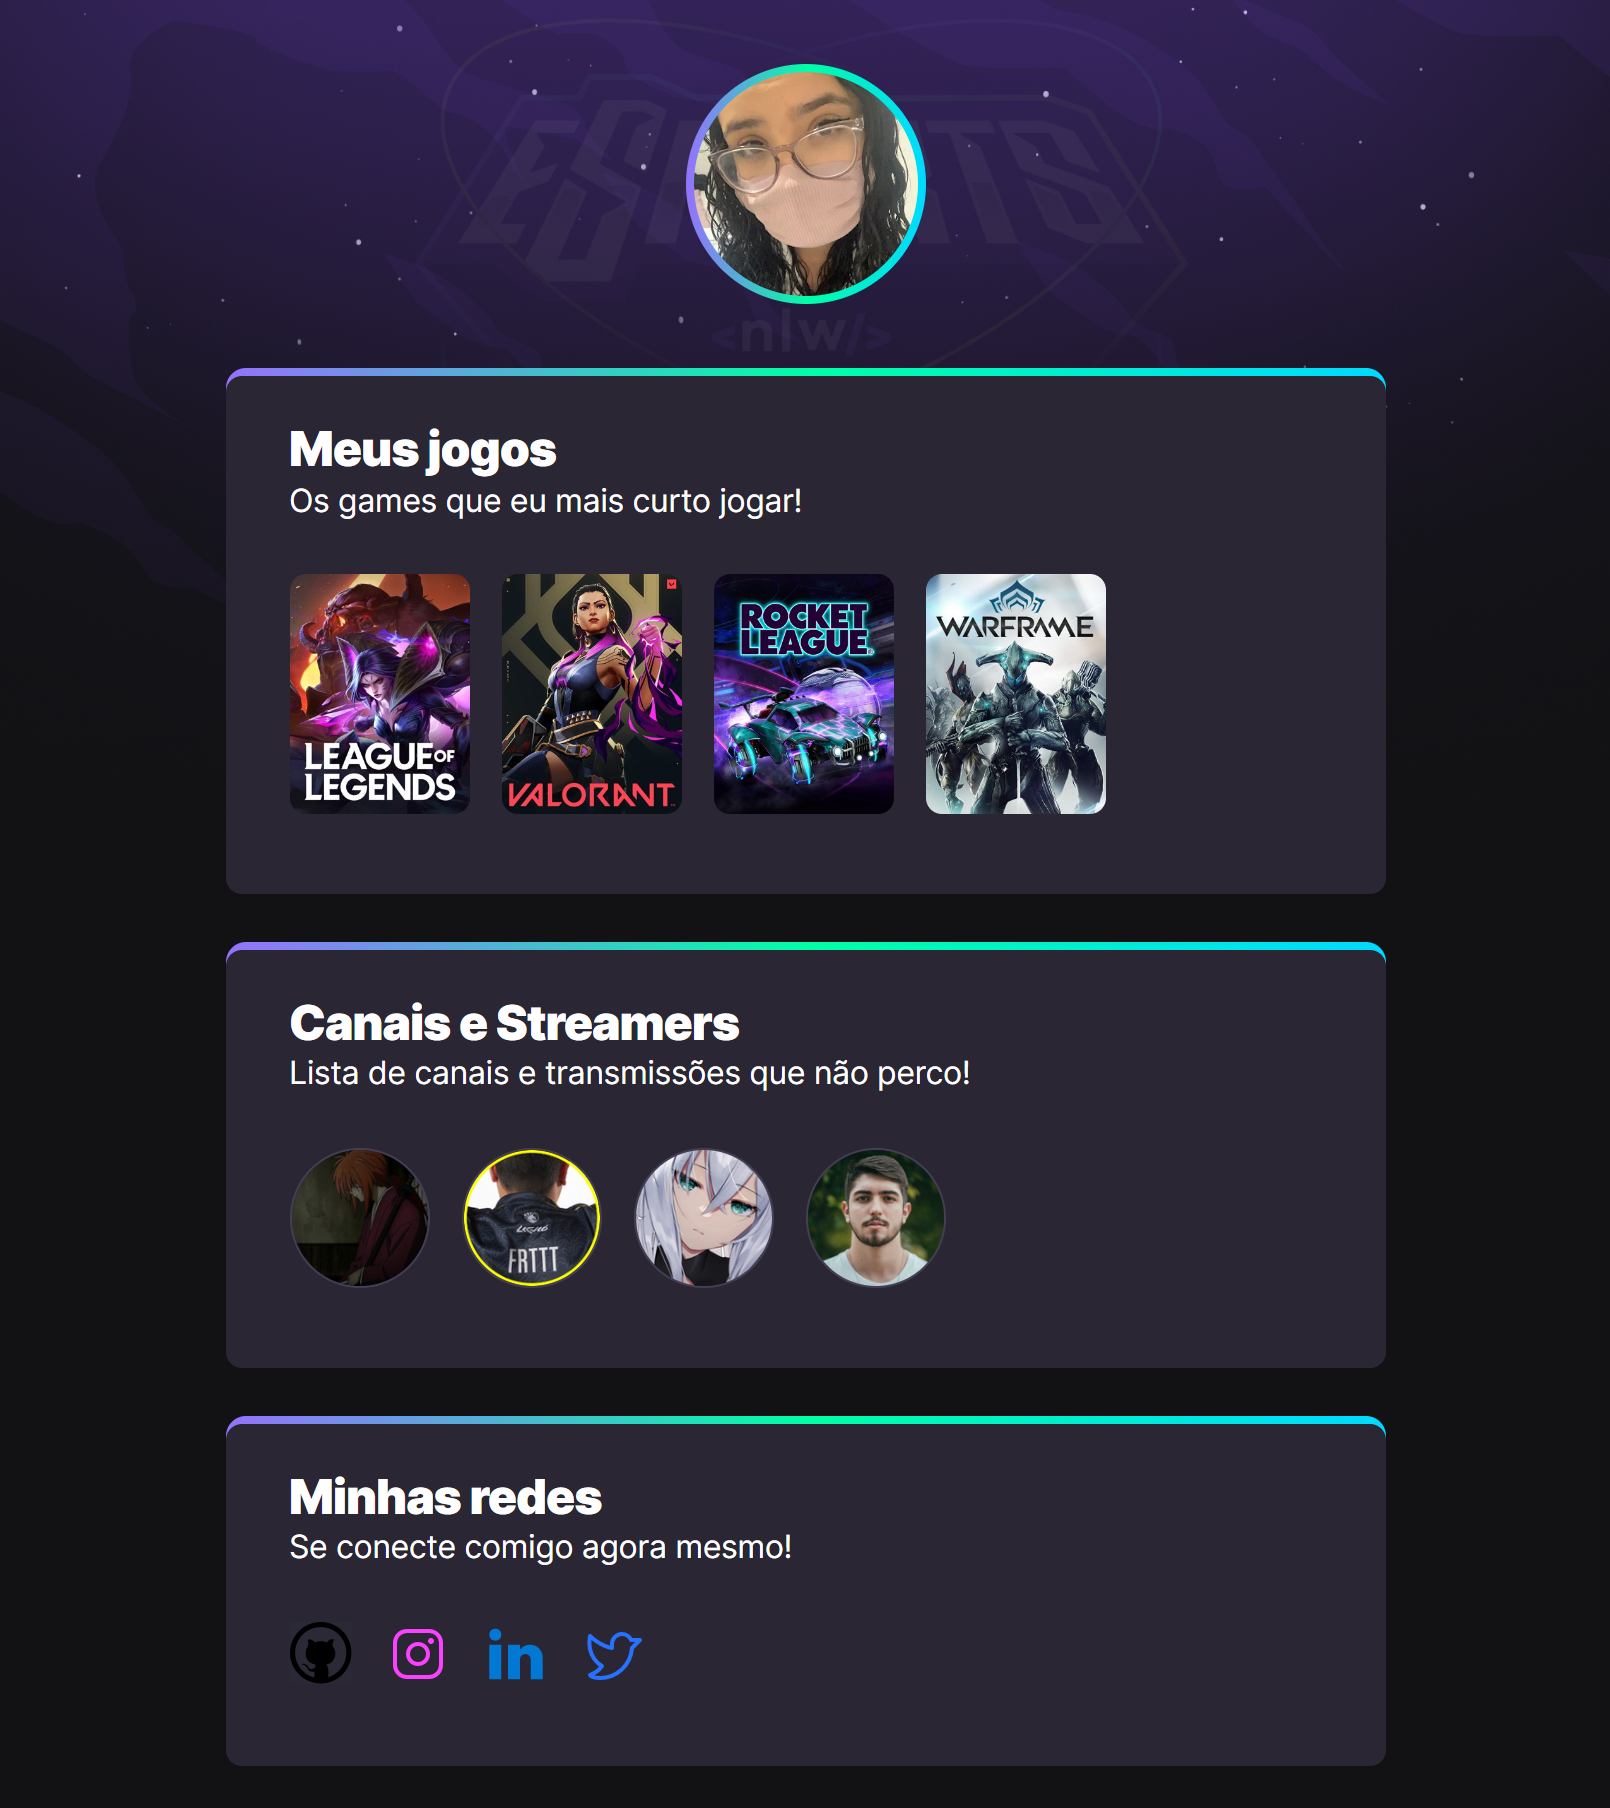 ESPORTS
<nlw/>
Meus jogos
Os games que eu mais curto jogar!
LEAGUE OF
LEGENDS
VALORANT
ROCKET
LEAGUE
WARFRAME
Canais e Streamers
Lista de canais e transmissões que não perco!
FRTTT
Minhas redes
Se conecte comigo agora mesmo!
in